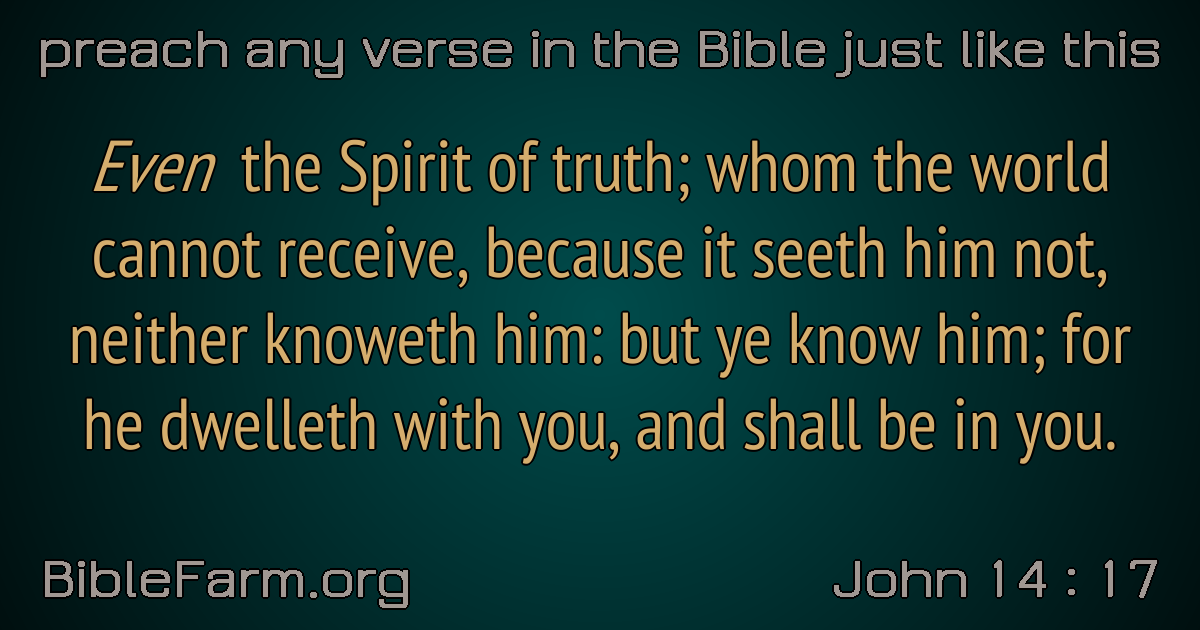 preach any verse in the Bible just like this
Even the Spirit of truth; whom the world
cannot receive, because it seeth him not,
neither knoweth him: but ye know him; for
he dwelleth with you, and shall be in you.
BibleFarm.org
John 14 : 17